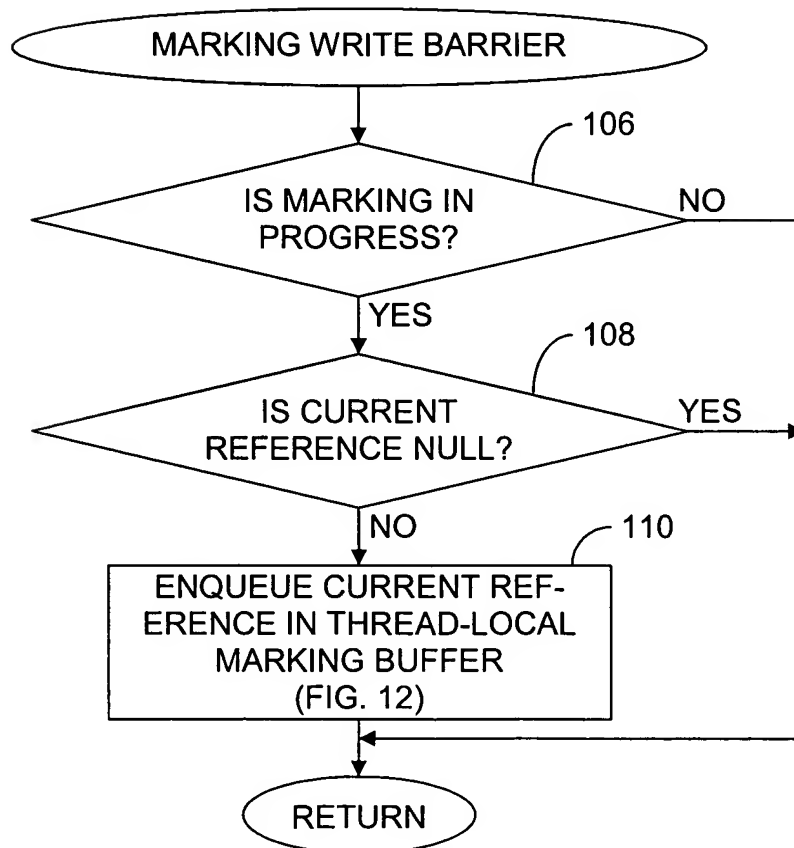 MARKING WRITE BARRIER
106
IS MARKING IN
PROGRESS?
NO
YES
108
IS CURRENT
REFERENCE NULL?
YES
NO
110
ENQUEUE CURRENT REF-
ERENCE IN THREAD-LOCAL
MARKING BUFFER
(FIG. 12)
RETURN